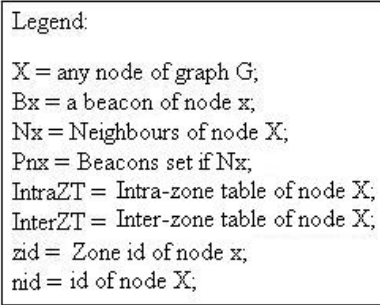 Legend:
X = any node of graph G;
Bx = a beacon of node x;
Nx = Neighbours of node X;
Pnx = Beacons set if Nx;
IntraZT = Intra-zone table of node X;
InterZT = Inter-zone table of node X;
zid = Zone id of node x;
nid = id of node X;